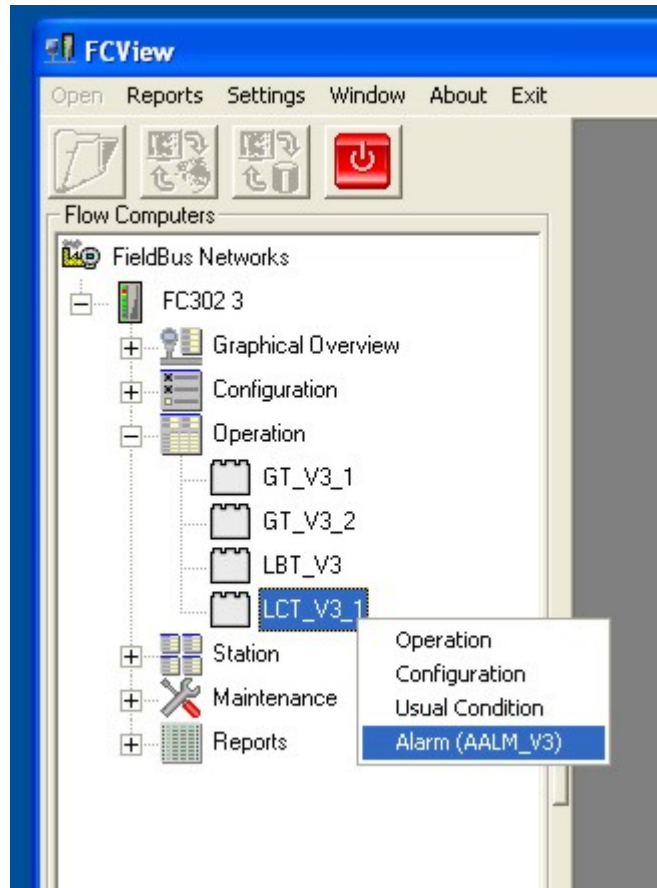 FCView
Open Reports Settings Window About Exit
Flow Computers
FieldBus Networks
FC302 3
Graphical Overview
Configuration
Operation
GT_V3_1
GT_V3_2
LBT_V3
LCT_V3_1
Operation
Configuration
Usual Condition
Alarm (AALM_V3)
Station
Maintenance
Reports